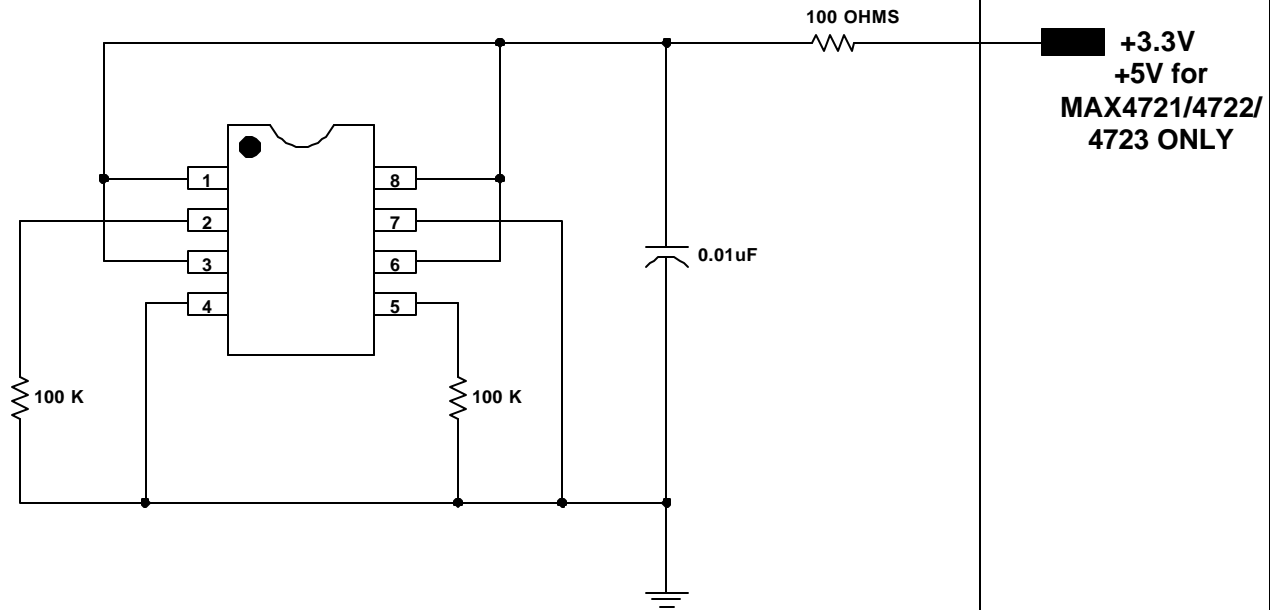 100 OHMS
+3.3V
+5V for
MAX4721/4722/
4723 ONLY
1
8
2
7
3
6
4
5
0.01uF
100 K
100 K